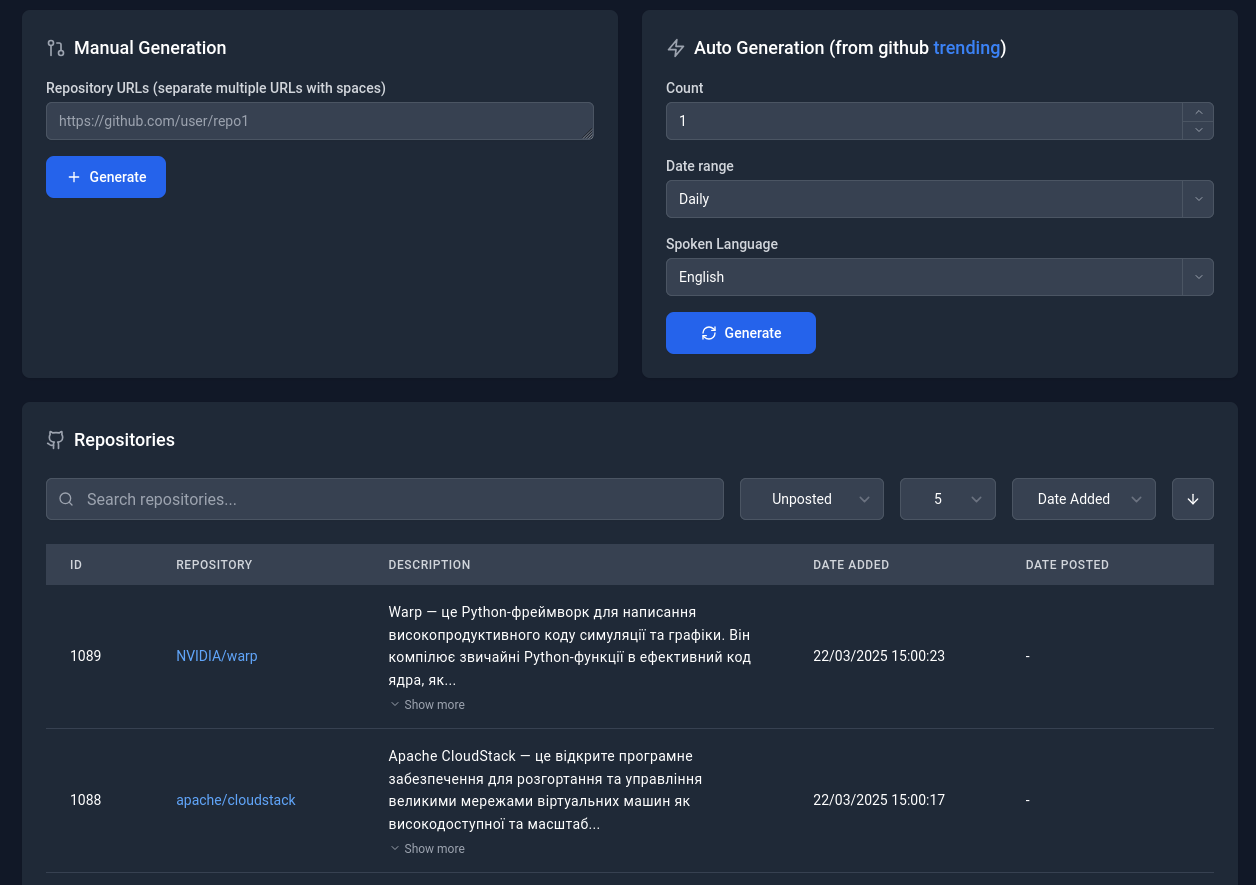 Manual Generation
Repository URLs (separate multiple URLs with spaces)
https://github.com/user/repo1
Generate
Auto Generation (from github trending)
Count
1
Date range
Daily
Spoken Language
English
Generate
Repositories
Search repositories...
Unposted
5
Date Added
ID REPOSITORY DESCRIPTION DATE ADDED DATE POSTED
1089 NVIDIA/warp
Warp — це Python-фреймворк для написання
високопродуктивного коду симуляції та графіки. Він
компілює звичайні Python-функції в ефективний код
ядра, як...
Show more
22/03/2025 15:00:23 -
1088 apache/cloudstack
Apache CloudStack — це відкрите програмне
забезпечення для розгортання та управління
великими мережами віртуальних машин як
високодоступної та масштаб...
Show more
22/03/2025 15:00:17 -